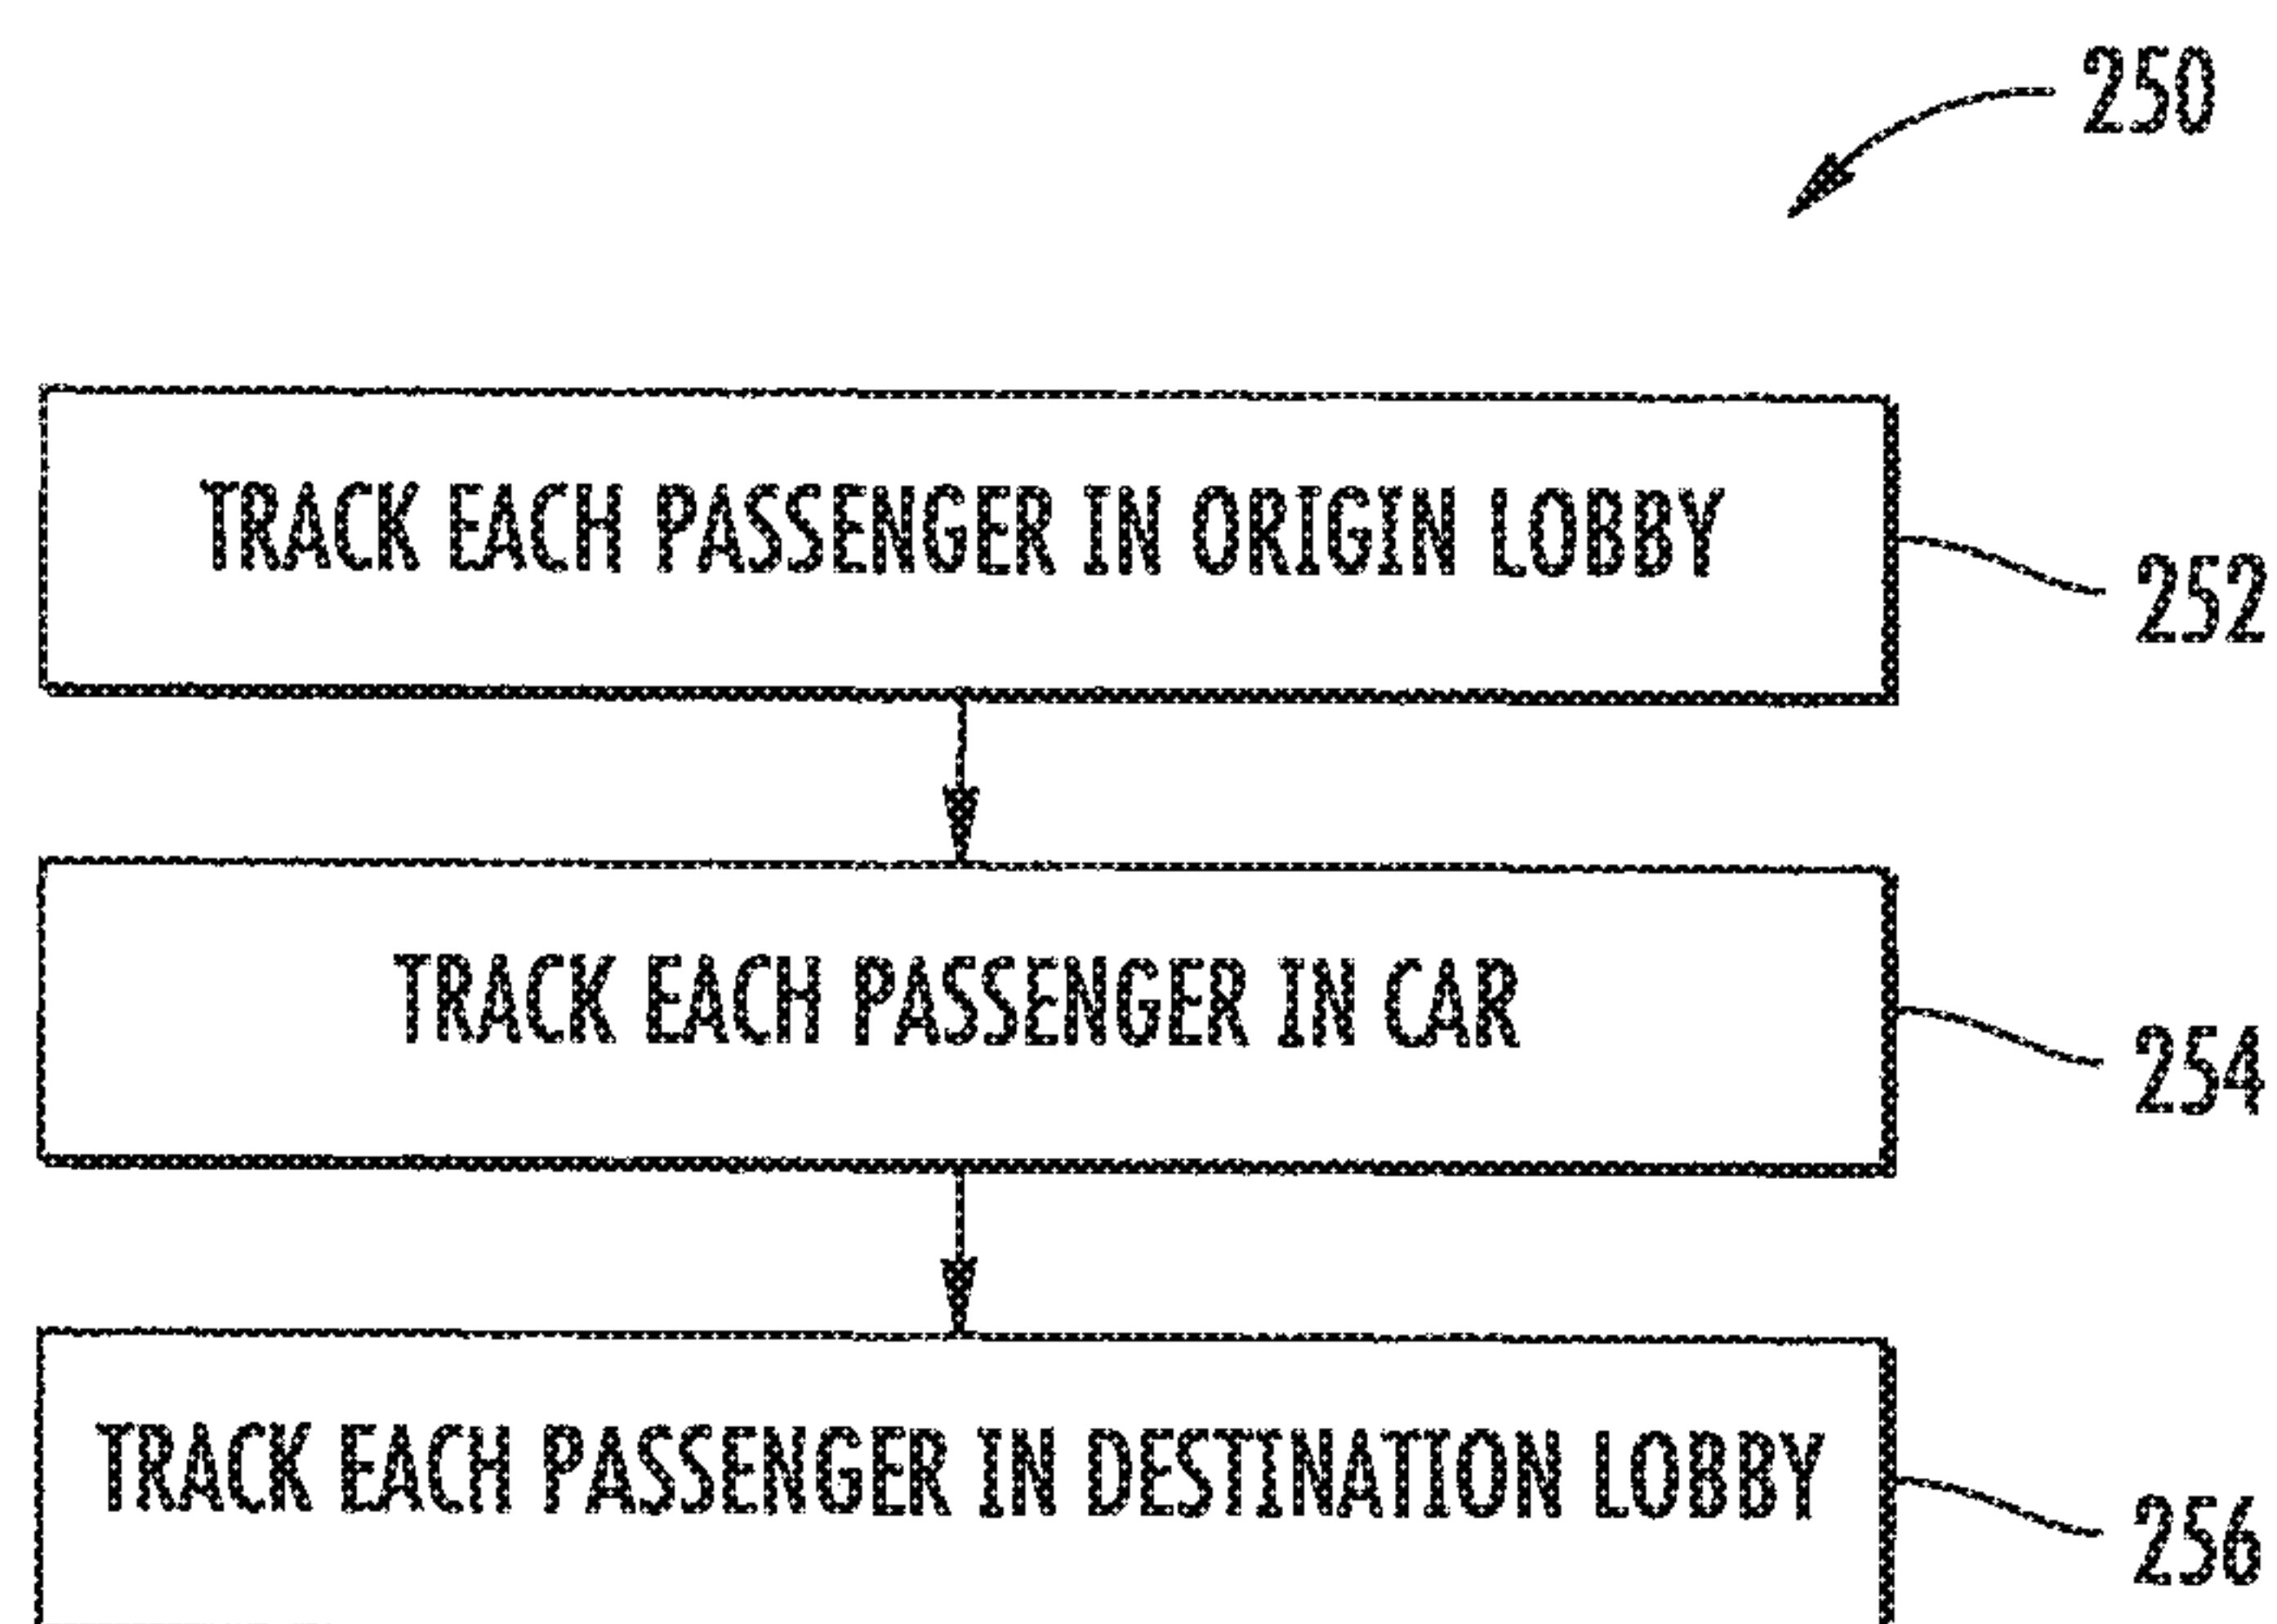 250
TRACK EACH PASSENGER IN ORIGIN LOBBY
252
TRACK EACH PASSENGER IN CAR
254
TRACK EACH PASSENGER IN DESTINATION LOBBY
256